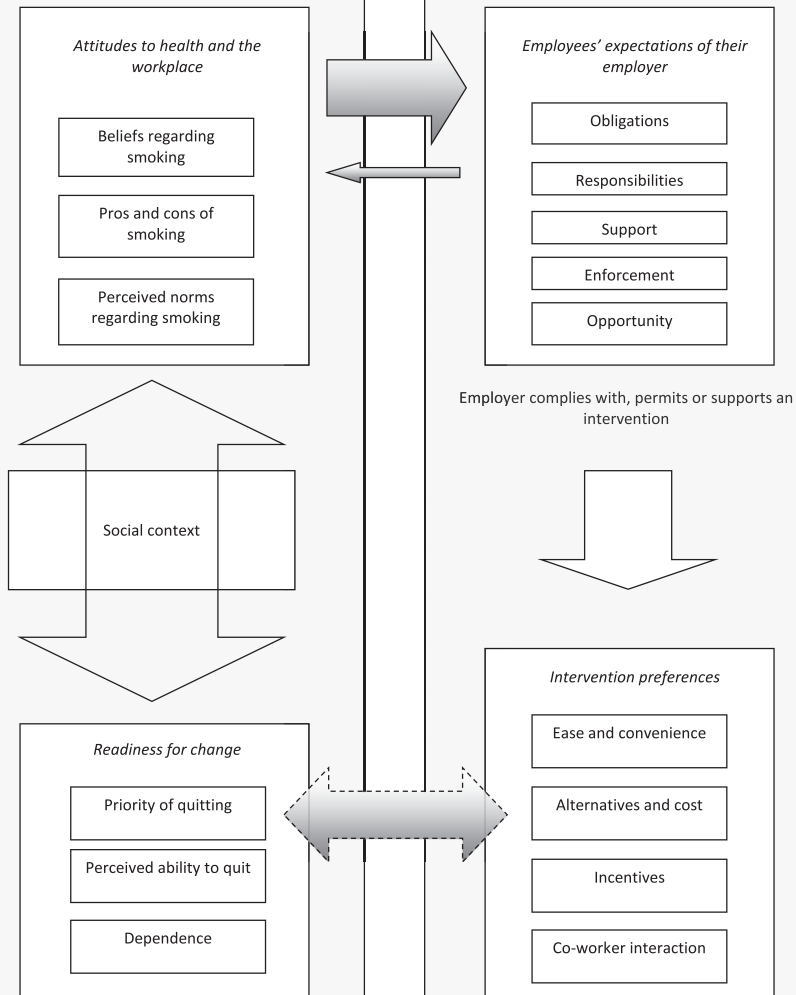 Attitudes to health and the
workplace
Beliefs regarding
smoking
Pros and cons of
smoking
Perceived norms
regarding smoking
Employees’ expectations of their
employer
Obligations
Responsibilities
Support
Enforcement
Opportunity
Employer complies with, permits or supports an
intervention
Social context
Readiness for change
Priority of quitting
Perceived ability to quit
Dependence
Intervention preferences
Ease and convenience
Alternatives and cost
Incentives
Co-worker interaction